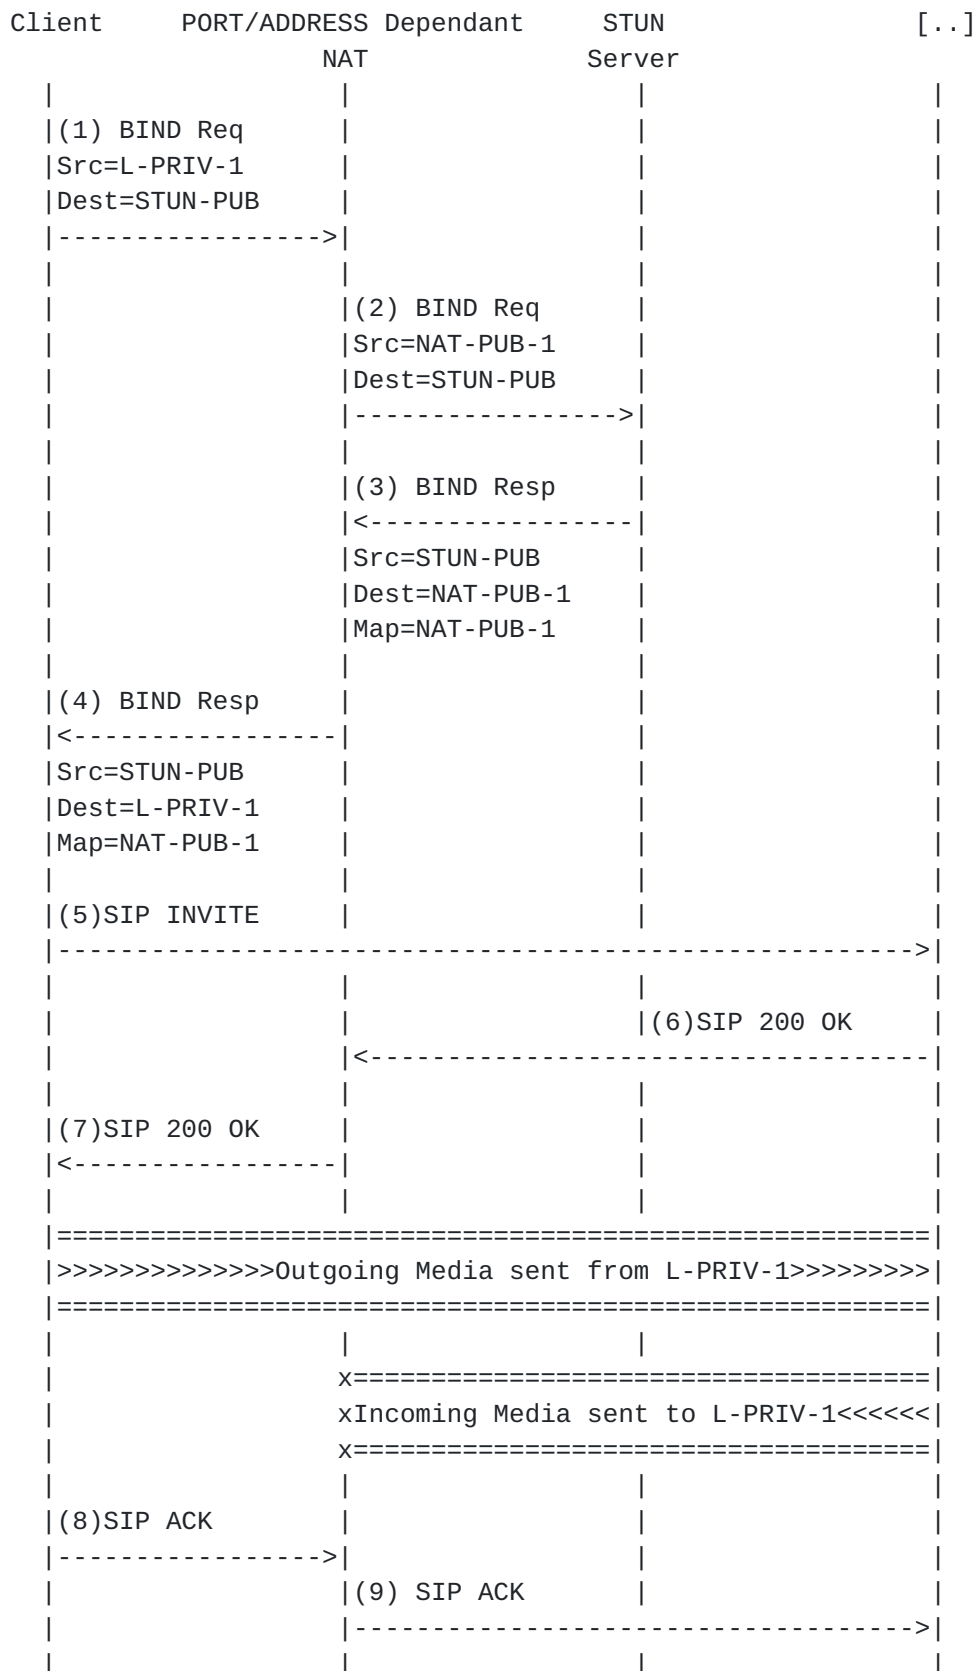 Client     PORT/ADDRESS Dependant     STUN                [..]
                    NAT              Server
  |                  |                  |                  |
  |(1) BIND Req      |                  |                  |
  |Src=L-PRIV-1      |                  |                  |
  |Dest=STUN-PUB     |                  |                  |
  |----------------->|                  |                  |
  |                  |                  |                  |
  |                  |(2) BIND Req      |                  |
  |                  |Src=NAT-PUB-1     |                  |
  |                  |Dest=STUN-PUB     |                  |
  |                  |----------------->|                  |
  |                  |                  |                  |
  |                  |(3) BIND Resp     |                  |
  |                  |<-----------------|                  |
  |                  |Src=STUN-PUB      |                  |
  |                  |Dest=NAT-PUB-1    |                  |
  |                  |Map=NAT-PUB-1     |                  |
  |                  |                  |                  |
  |(4) BIND Resp     |                  |                  |
  |<-----------------|                  |                  |
  |Src=STUN-PUB      |                  |                  |
  |Dest=L-PRIV-1     |                  |                  |
  |Map=NAT-PUB-1     |                  |                  |
  |                  |                  |                  |
  |(5)SIP INVITE     |                  |                  |
  |------------------------------------------------------->|
  |                  |                  |                  |
  |                  |                  |(6)SIP 200 OK     |
  |                  |<------------------------------------|
  |                  |                  |                  |
  |(7)SIP 200 OK     |                  |                  |
  |<-----------------|                  |                  |
  |                  |                  |                  |
  |========================================================|
  |>>>>>>>>>>>>>>Outgoing Media sent from L-PRIV-1>>>>>>>>>|
  |========================================================|
  |                  |                  |                  |
  |                  x=====================================|
  |                  xIncoming Media sent to L-PRIV-1<<<<<<|
  |                  x=====================================|
  |                  |                  |                  |
  |(8)SIP ACK        |                  |                  |
  |----------------->|                  |                  |
  |                  |(9) SIP ACK       |                  |
  |                  |------------------------------------>|
  |                  |                  |                  |